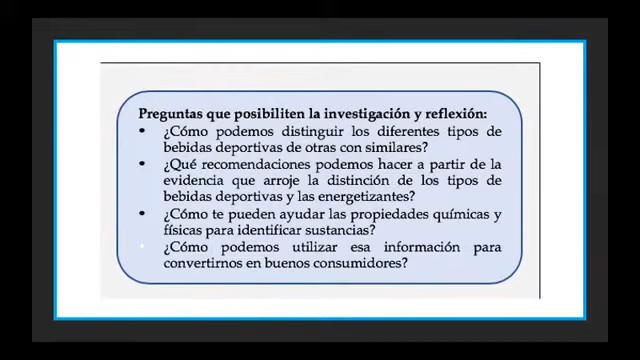 Preguntas que posibiliten la investigación y reflexión:
• ¿Cómo podemos distinguir los diferentes tipos de
bebidas deportivas de otras con similares?
• ¿Qué recomendaciones podemos hacer a partir de la
evidencia que arroje la distinción de los tipos de
bebidas deportivas y las energetizantes?
• ¿Cómo te pueden ayudar las propiedades químicas y
físicas para identificar sustancias?
• ¿Cómo podemos utilizar esa información para
convertirnos en buenos consumidores?